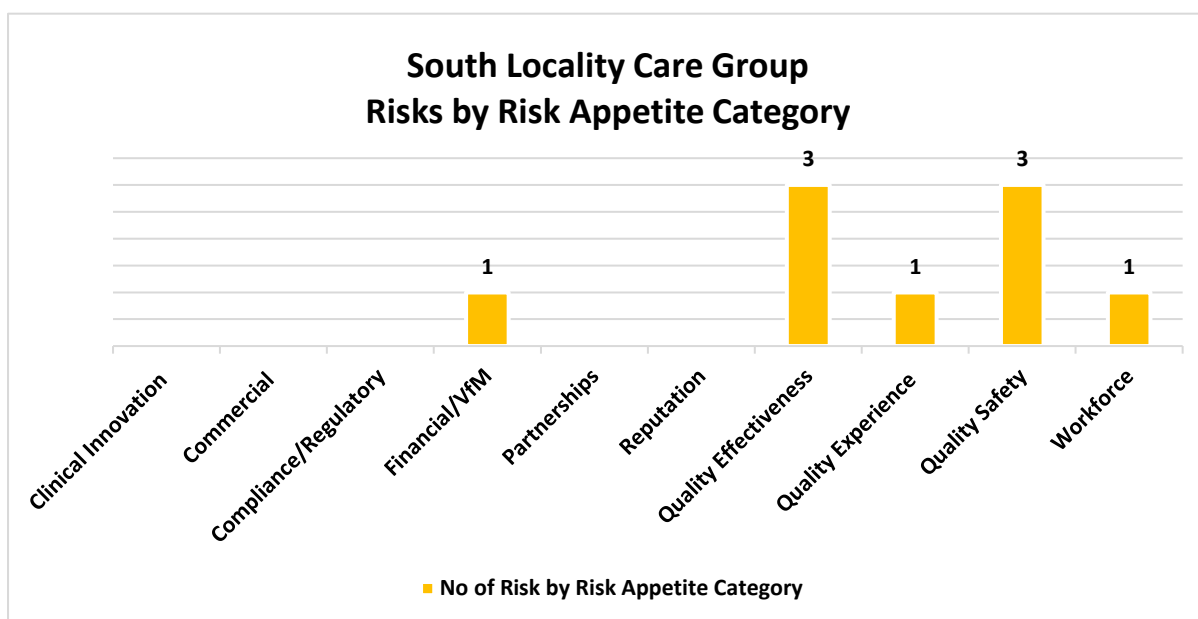 South Locality Care Group
Risks by Risk Appetite Category
3
3
1
1
1
Clinical Innovation
Commercial
Compliance/Regulatory
Financial/VfM
Partnerships
Reputation
Quality Effectiveness
Quality Experience
Quality Safety
Workforce
No of Risk by Risk Appetite Category